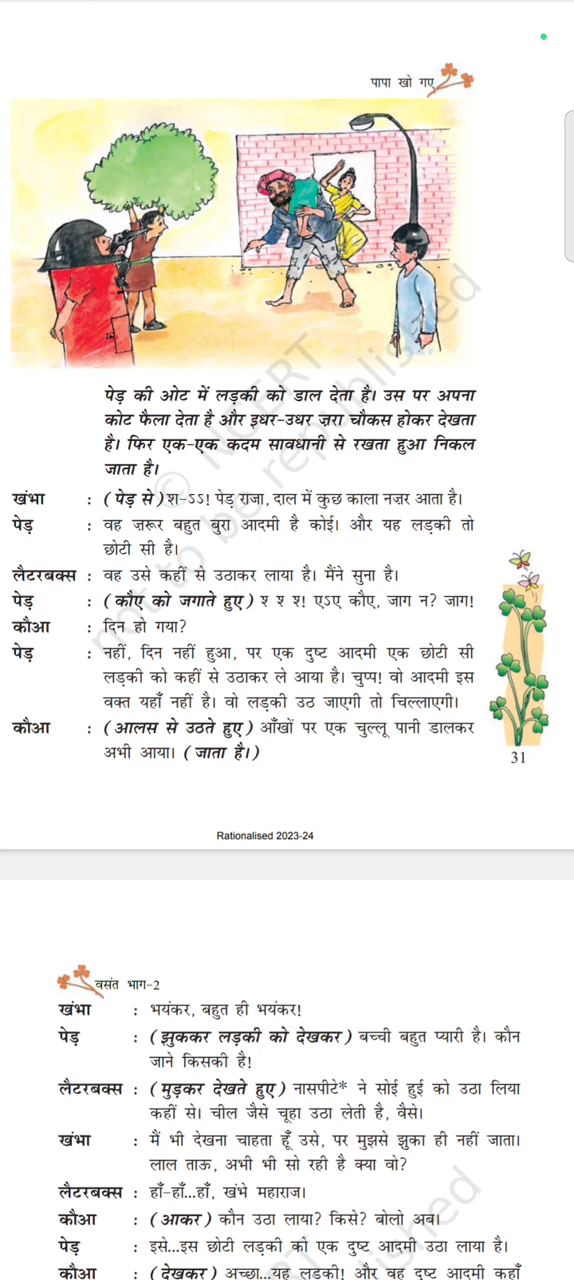 पापा खो गए
पेड़ की ओट में लड़की को डाल देता है। उस पर अपना
कोट फैला देता है और इधर-उधर ज़रा चौकस होकर देखता
है। फिर एक-एक कदम सावधानी से रखता हुआ निकल
जाता है।
खंभा : (पेड़ से) श-ऽऽ! पेड़ राजा, दाल में कुछ काला नज़र आता है।
पेड़ : वह ज़रूर बहुत बुरा आदमी है कोई। और यह लड़की तो
छोटी सी है।
लैटरबक्स : वह उसे कहीं से उठाकर लाया है। मैंने सुना है।
पेड़ : (कौए को जगाते हुए) श श श! एऽए कौए, जाग न? जाग!
कौआ : दिन हो गया?
पेड़ : नहीं, दिन नहीं हुआ, पर एक दुष्ट आदमी एक छोटी सी
लड़की को कहीं से उठाकर ले आया है। चुप्प! वो आदमी इस
वक्त यहाँ नहीं है। वो लड़की उठ जाएगी तो चिल्लाएगी।
कौआ : (आलस से उठते हुए) आँखों पर एक चुल्लू पानी डालकर
अभी आया। (जाता है।)
31
© NCERT
not to be republished
Rationalised 2023-24
वसंत भाग-2
खंभा : भयंकर, बहुत ही भयंकर!
पेड़ : (झुककर लड़की को देखकर) बच्ची बहुत प्यारी है। कौन
जाने किसकी है!
लैटरबक्स : (मुड़कर देखते हुए) नासपीटे* ने सोई हुई को उठा लिया
कहीं से। चील जैसे चूहा उठा लेती है, वैसे।
खंभा : मैं भी देखना चाहता हूँ उसे, पर मुझसे झुका ही नहीं जाता।
लाल ताऊ, अभी भी सो रही है क्या वो?
लैटरबक्स : हाँ-हाँ...हाँ, खंभे महाराज।
कौआ : (आकर) कौन उठा लाया? किसे? बोलो अब।
पेड़ : इसे...इस छोटी लड़की को एक दुष्ट आदमी उठा लाया है।
कौआ : (देखकर) अच्छा...यह लड़की! और वह दुष्ट आदमी कहाँ